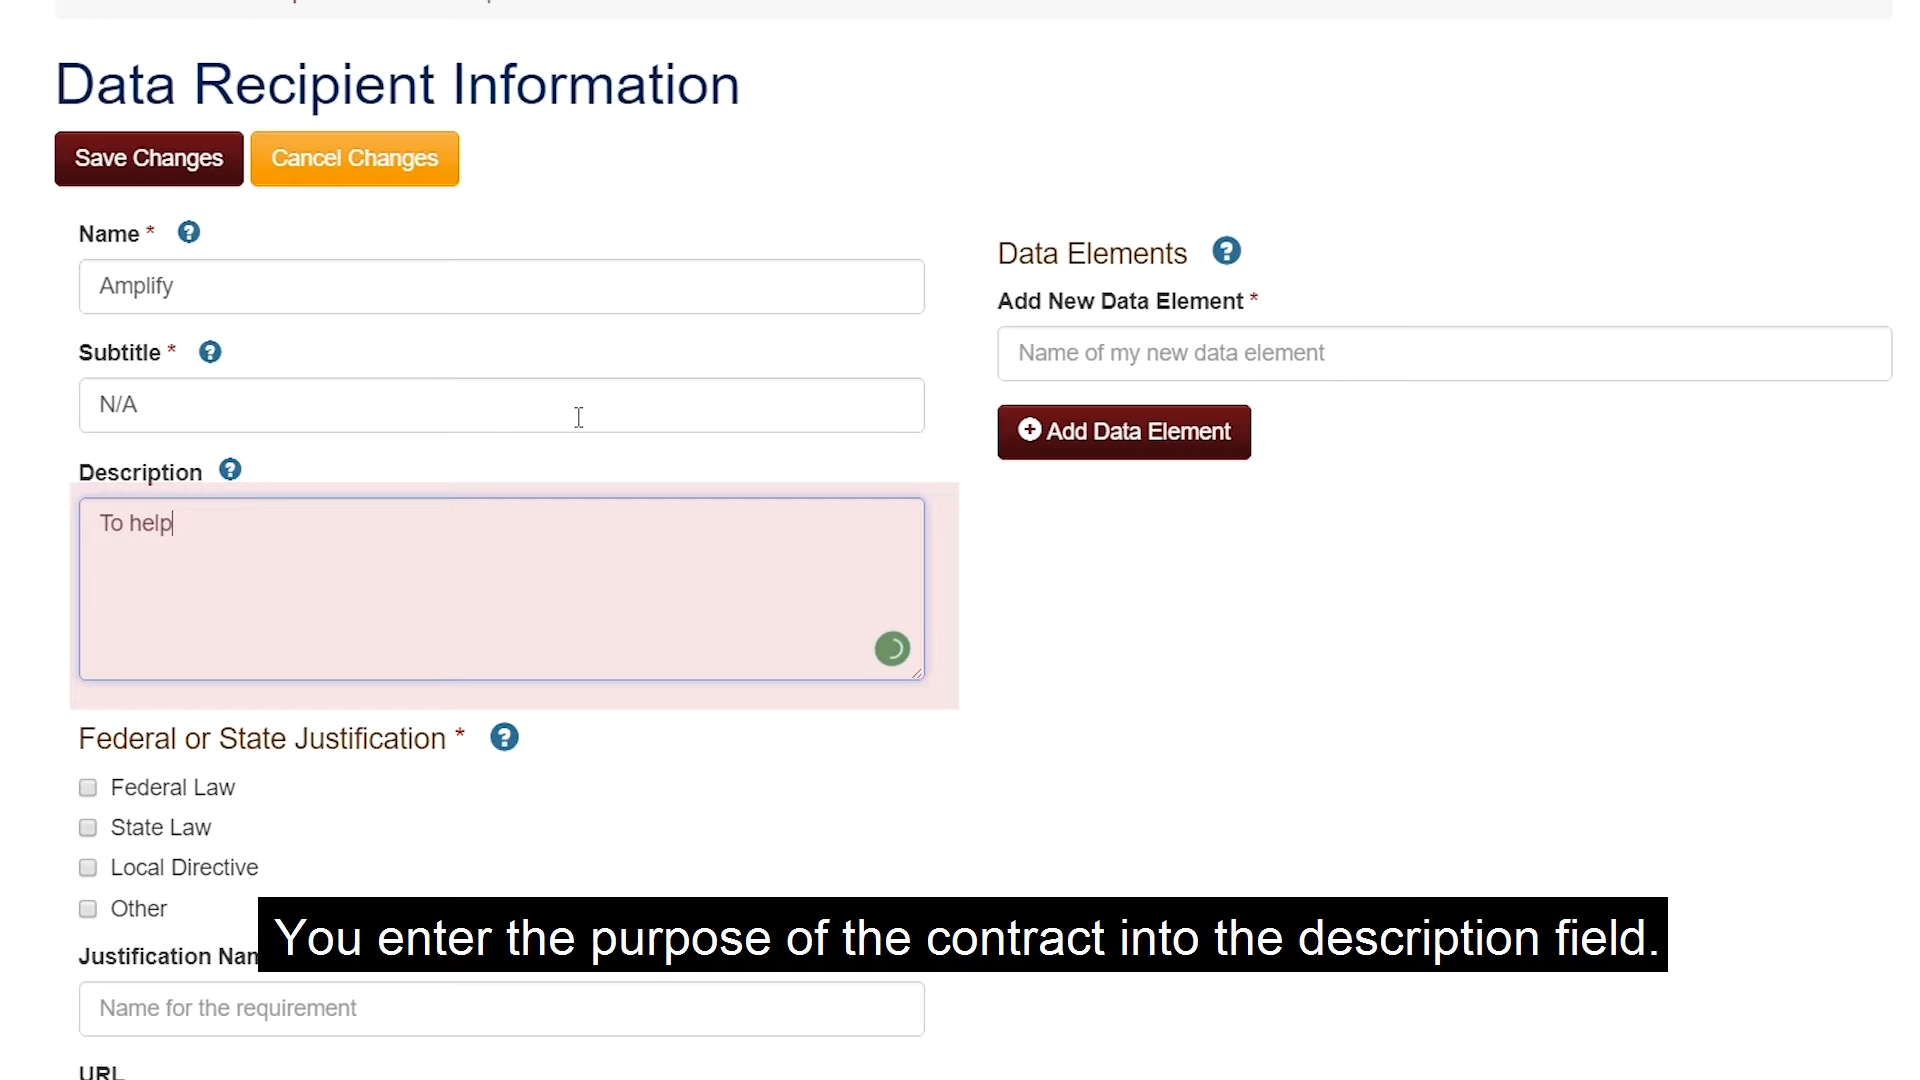 Data Recipient Information
Save Changes
Cancel Changes
Name *
Amplify
Subtitle *
N/A
Description
To help
Federal or State Justification *
Federal Law
State Law
Local Directive
Other
Justification
Name for the requirement
URL
Data Elements
Add New Data Element *
Name of my new data element
Add Data Element
You enter the purpose of the contract into the description field.